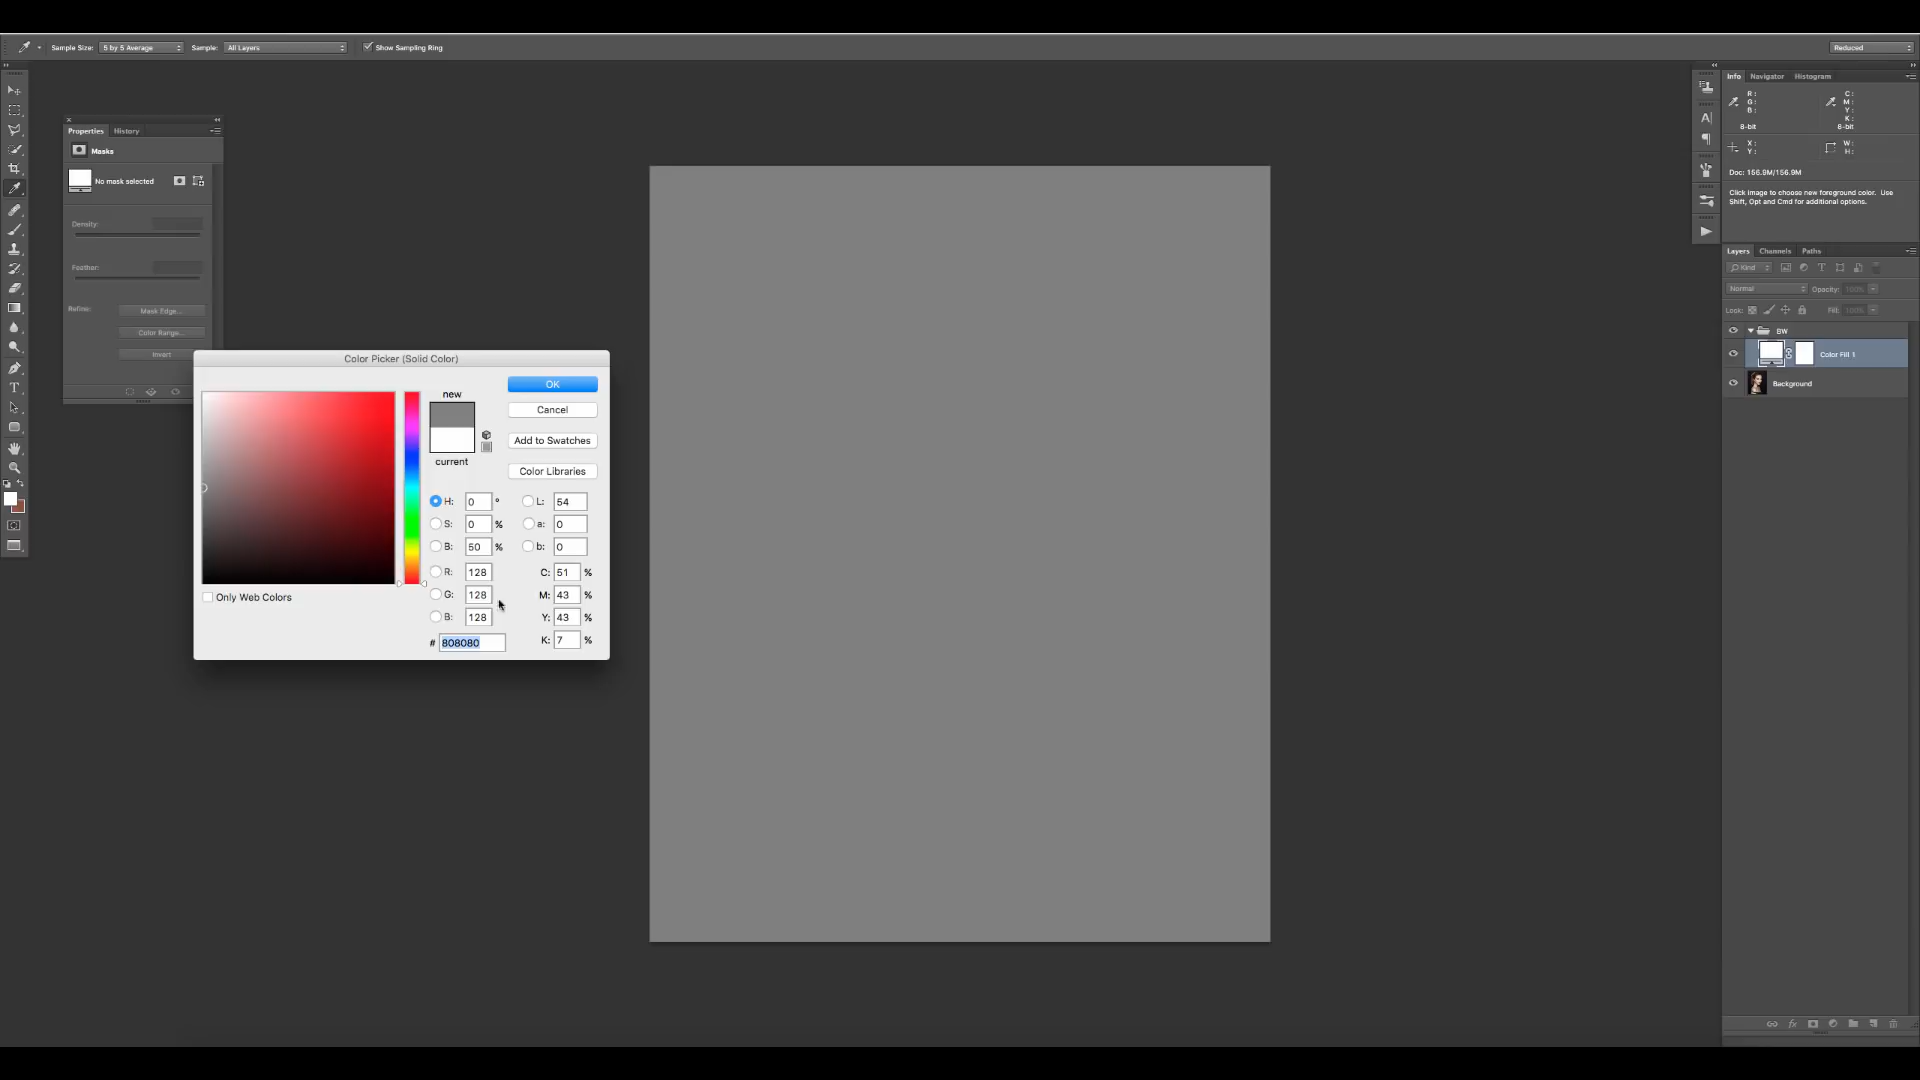 Sample Size: 5 by 5 Average Sample: All Layers Show Sampling Ring Reduced
Properties History
Masks
No mask selected
Density:
Feather:
Refine: Mask Edge...
Color Range...
Invert
Color Picker (Solid Color)
new
current
OK
Cancel
Add to Swatches
Color Libraries
H: 0 ° L: 54
S: 0 % a: 0
B: 50 % b: 0
R: 128 C: 51 %
G: 128 M: 43 %
B: 128 Y: 43 %
# 808080 K: 7 %
Only Web Colors
Info Navigator Histogram
R: C:
G: M:
B: Y:
K:
8-bit 8-bit
X: W:
Y: H:
Doc: 156.9M/156.9M
Click image to choose new foreground color. Use
Shift, Opt and Cmd for additional options.
Layers Channels Paths
Kind
Normal Opacity: 100%
Lock: Fill: 100%
BW
Color Fill 1
Background